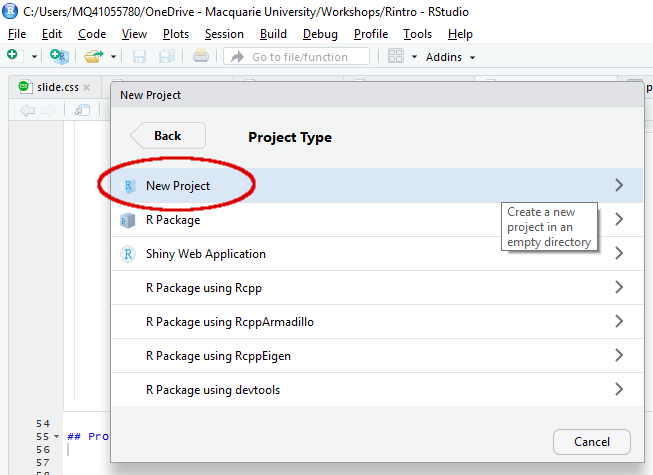 C:/Users/MQ41055780/OneDrive - Macquarie University/Workshops/Rintro - RStudio
File Edit Code View Plots Session Build Debug Profile Tools Help
Go to file/function Addins
slide.css
New Project
Back
Project Type
New Project
R Package
Create a new
project in an
empty directory
Shiny Web Application
R Package using Rcpp
R Package using RcppArmadillo
R Package using RcppEigen
R Package using devtools
Cancel
54
55 ## Pro
56
57